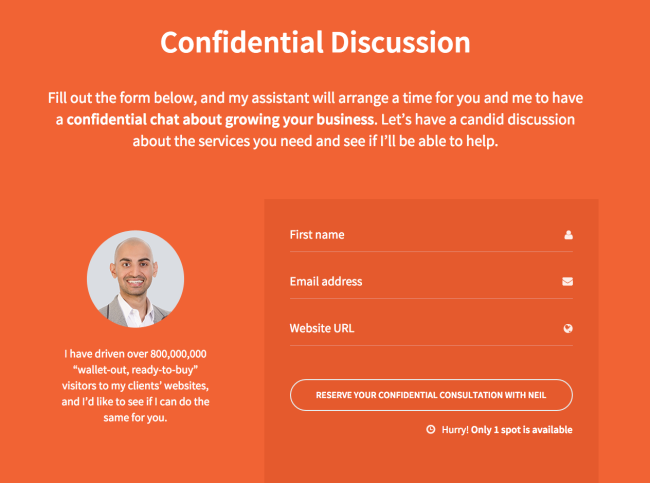 Confidential Discussion
Fill out the form below, and my assistant will arrange a time for you and me to have
a confidential chat about growing your business. Let's have a candid discussion
about the services you need and see if I'll be able to help.
I have driven over 800,000,000
“wallet-out, ready-to-buy”
visitors to my clients’ websites,
and I’d like to see if I can do the
same for you.
First name
Email address
Website URL
RESERVE YOUR CONFIDENTIAL CONSULTATION WITH NEIL
Hurry! Only 1 spot is available